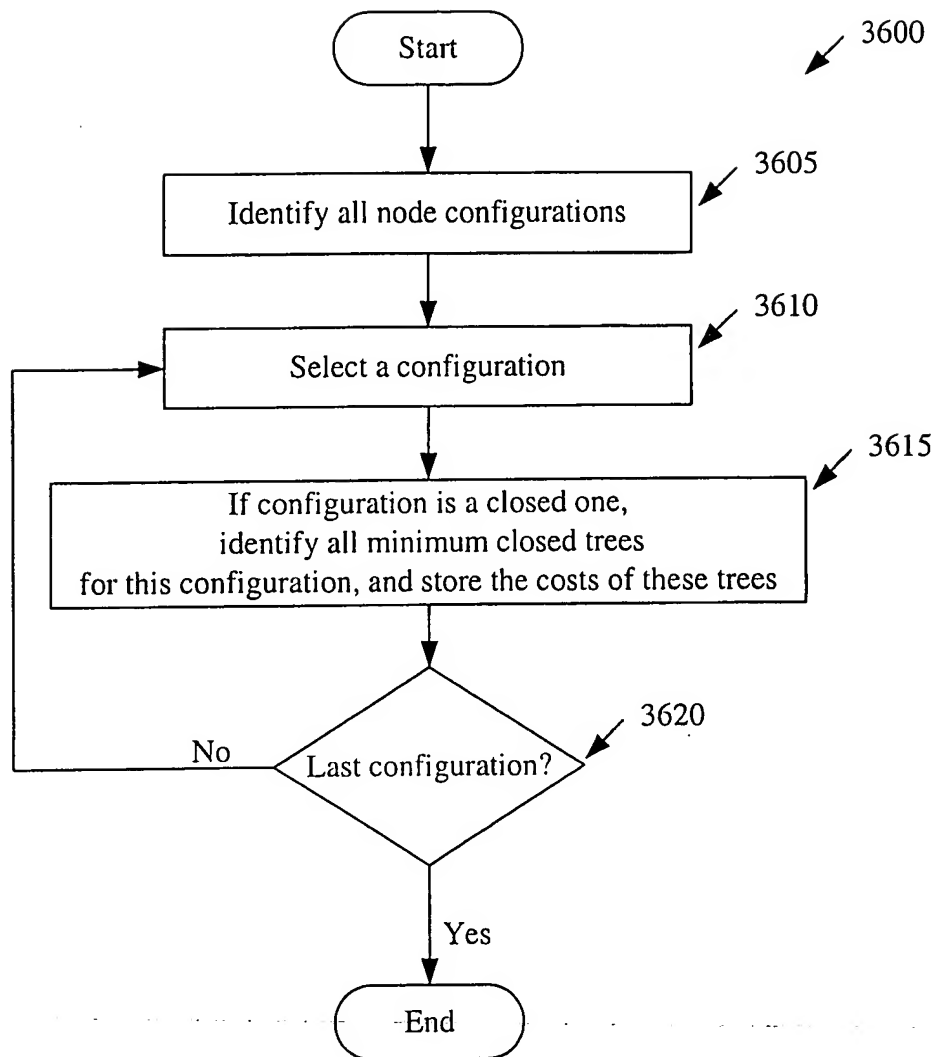 Start
3600
3605
Identify all node configurations
3610
Select a configuration
3615
If configuration is a closed one,
identify all minimum closed trees
for this configuration, and store the costs of these trees
3620
No
Last configuration?
Yes
End